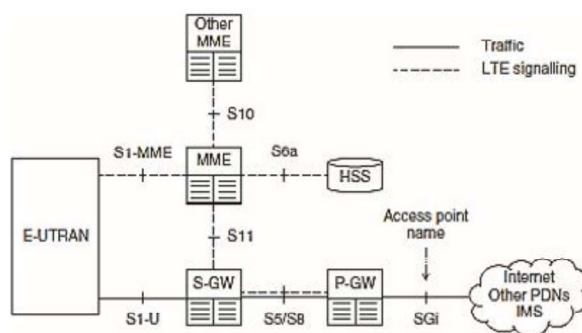 Other
MME
Traffic
LTE signalling
S10
S1-MME
MME
S6a
HSS
E-UTRAN
S11
Access point
name
S-GW
P-GW
Internet
Other PDNs
IMS
S1-U
S5/S8
SGi